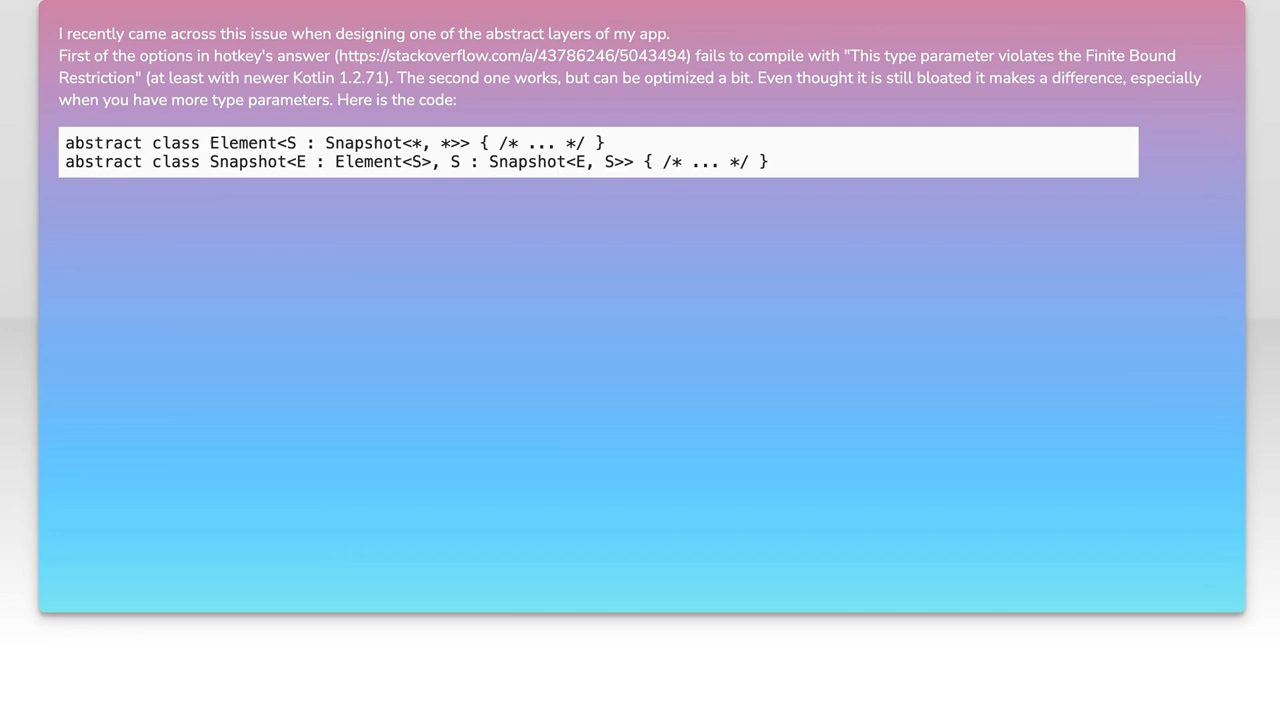 I recently came across this issue when designing one of the abstract layers of my app.
First of the options in hotkey's answer (https://stackoverflow.com/a/43786246/5043494) fails to compile with "This type parameter violates the Finite Bound
Restriction" (at least with newer Kotlin 1.2.71). The second one works, but can be optimized a bit. Even thought it is still bloated it makes a difference, especially
when you have more type parameters. Here is the code:
abstract class Element<S : Snapshot<*, *>> { /* ... */ }
abstract class Snapshot<E : Element<S>, S : Snapshot<E, S>> { /* ... */ }